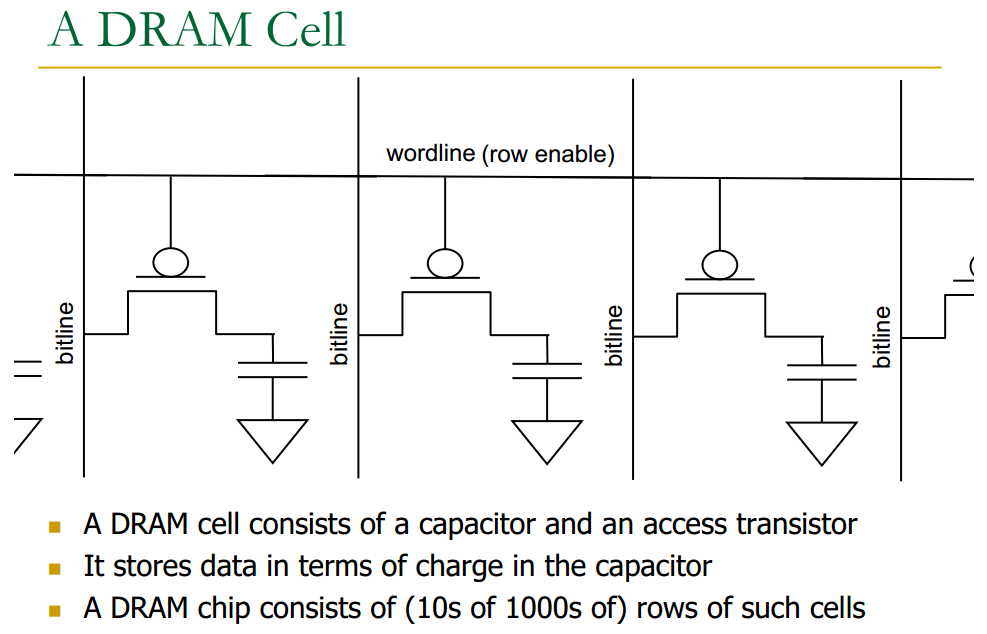 A DRAM Cell
wordline (row enable)
bitline
bitline
bitline
bitline
A DRAM cell consists of a capacitor and an access transistor
It stores data in terms of charge in the capacitor
A DRAM chip consists of (10s of 1000s of) rows of such cells